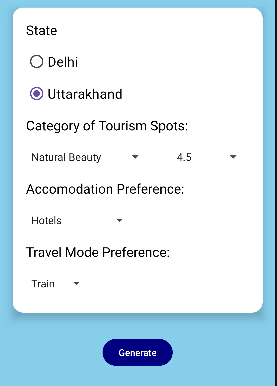 State
Delhi
Uttarakhand
Category of Tourism Spots:
Natural Beauty 4.5
Accomodation Preference:
Hotels
Travel Mode Preference:
Train
Generate